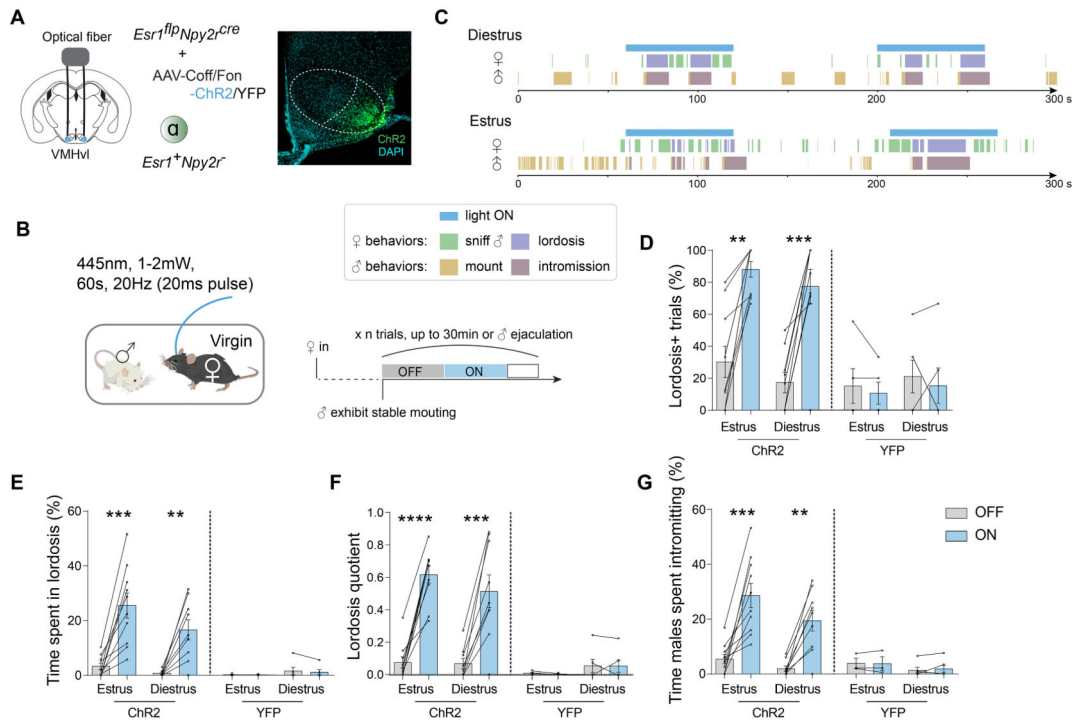 A
Optical fiber
VMHvl
Esr1^flp Npy2r^cre
+
AAV-Coff/Fon
-ChR2/YFP
α
Esr1⁺Npy2r⁻
ChR2
DAPI
C
Diestrus
♀
♂
0 100 200 300 s
Estrus
♀
♂
0 100 200 300 s
light ON
♀ behaviors: sniff ♂ lordosis
♂ behaviors: mount intromission
B
445nm, 1-2mW,
60s, 20Hz (20ms pulse)
Virgin
♂
♀
♀ in
x n trials, up to 30min or ♂ ejaculation
OFF ON
♂ exhibit stable mouting
D
Lordosis+ trials (%)
100
80
60
40
20
0
** ***
Estrus Diestrus Estrus Diestrus
ChR2 YFP
E
Time spent in lordosis (%)
60
40
20
0
*** **
Estrus Diestrus Estrus Diestrus
ChR2 YFP
F
Lordosis quotient
1.0
0.8
0.6
0.4
0.2
0.0
**** ***
Estrus Diestrus Estrus Diestrus
ChR2 YFP
G
Time males spent intromitting (%)
60
40
20
0
*** **
Estrus Diestrus Estrus Diestrus
ChR2 YFP
OFF
ON